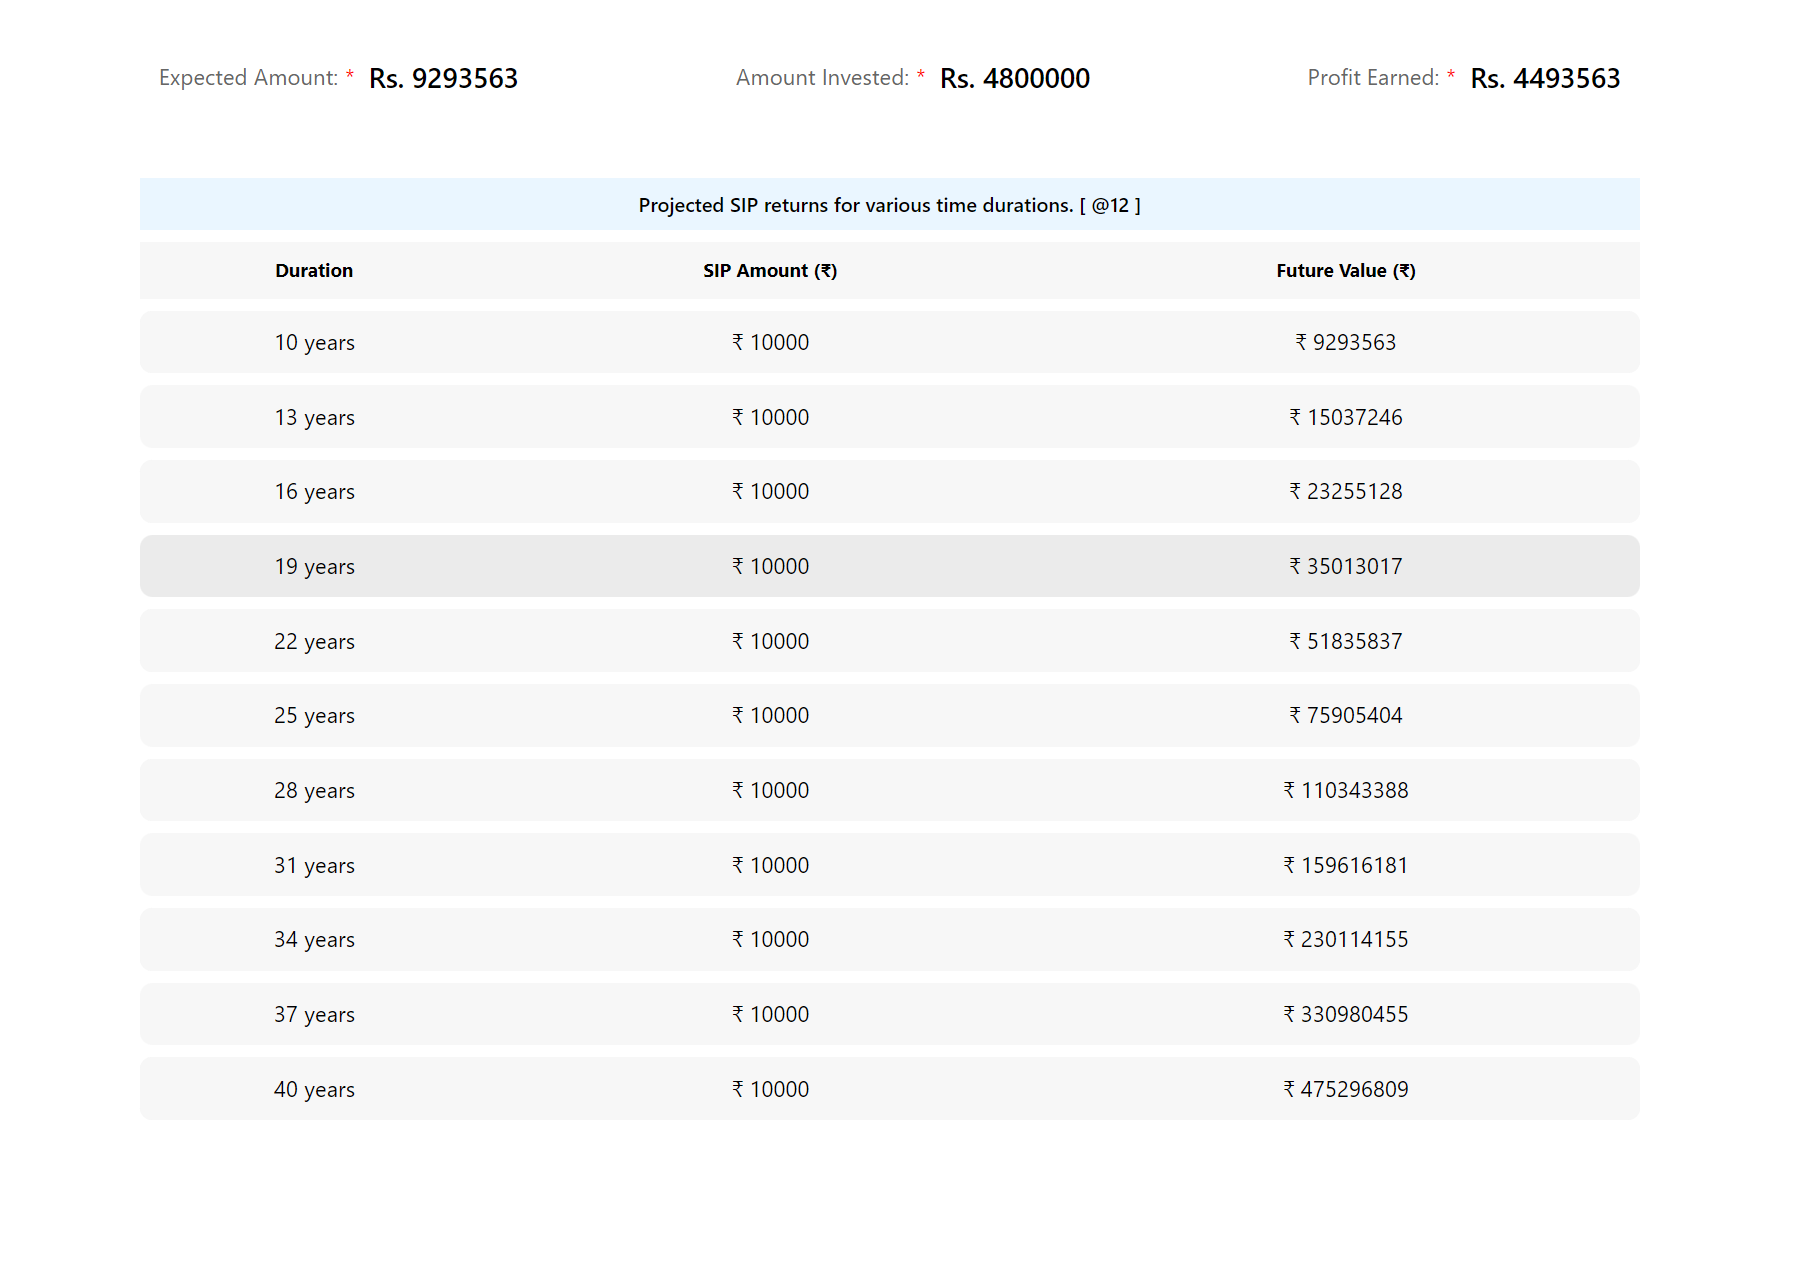 Expected Amount: * Rs. 9293563 Amount Invested: * Rs. 4800000 Profit Earned: * Rs. 4493563
Projected SIP returns for various time durations. [ @12 ]
Duration SIP Amount (₹) Future Value (₹)
10 years ₹ 10000 ₹ 9293563
13 years ₹ 10000 ₹ 15037246
16 years ₹ 10000 ₹ 23255128
19 years ₹ 10000 ₹ 35013017
22 years ₹ 10000 ₹ 51835837
25 years ₹ 10000 ₹ 75905404
28 years ₹ 10000 ₹ 110343388
31 years ₹ 10000 ₹ 159616181
34 years ₹ 10000 ₹ 230114155
37 years ₹ 10000 ₹ 330980455
40 years ₹ 10000 ₹ 475296809